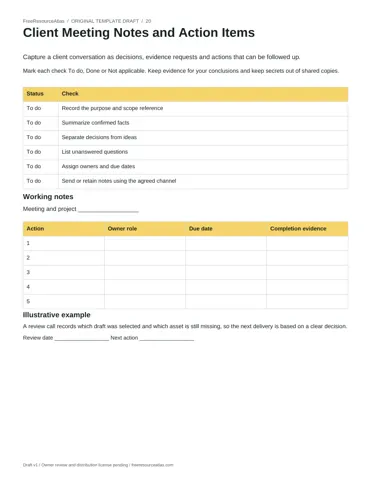 FreeResourceAtlas / ORIGINAL TEMPLATE DRAFT / 20
Client Meeting Notes and Action Items
Capture a client conversation as decisions, evidence requests and actions that can be followed up.
Mark each check To do, Done or Not applicable. Keep evidence for your conclusions and keep secrets out of shared copies.
Status Check
To do Record the purpose and scope reference
To do Summarize confirmed facts
To do Separate decisions from ideas
To do List unanswered questions
To do Assign owners and due dates
To do Send or retain notes using the agreed channel
Working notes
Meeting and project ____________________
Action Owner role Due date Completion evidence
1
2
3
4
5
Illustrative example
A review call records which draft was selected and which asset is still missing, so the next delivery is based on a clear decision.
Review date __________________ Next action __________________
Draft v1 / Owner review and distribution license pending / freeresourceatlas.com